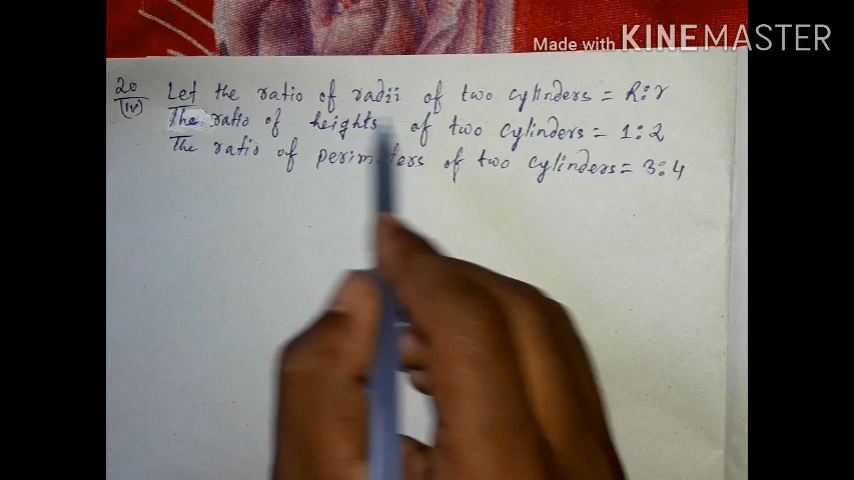 Made with KINEMASTER
20 Let the ratio of radii of two cylinders = R:r
(iv) The ratio of heights of two cylinders = 1:2
The ratio of perimeters of two cylinders = 3:4